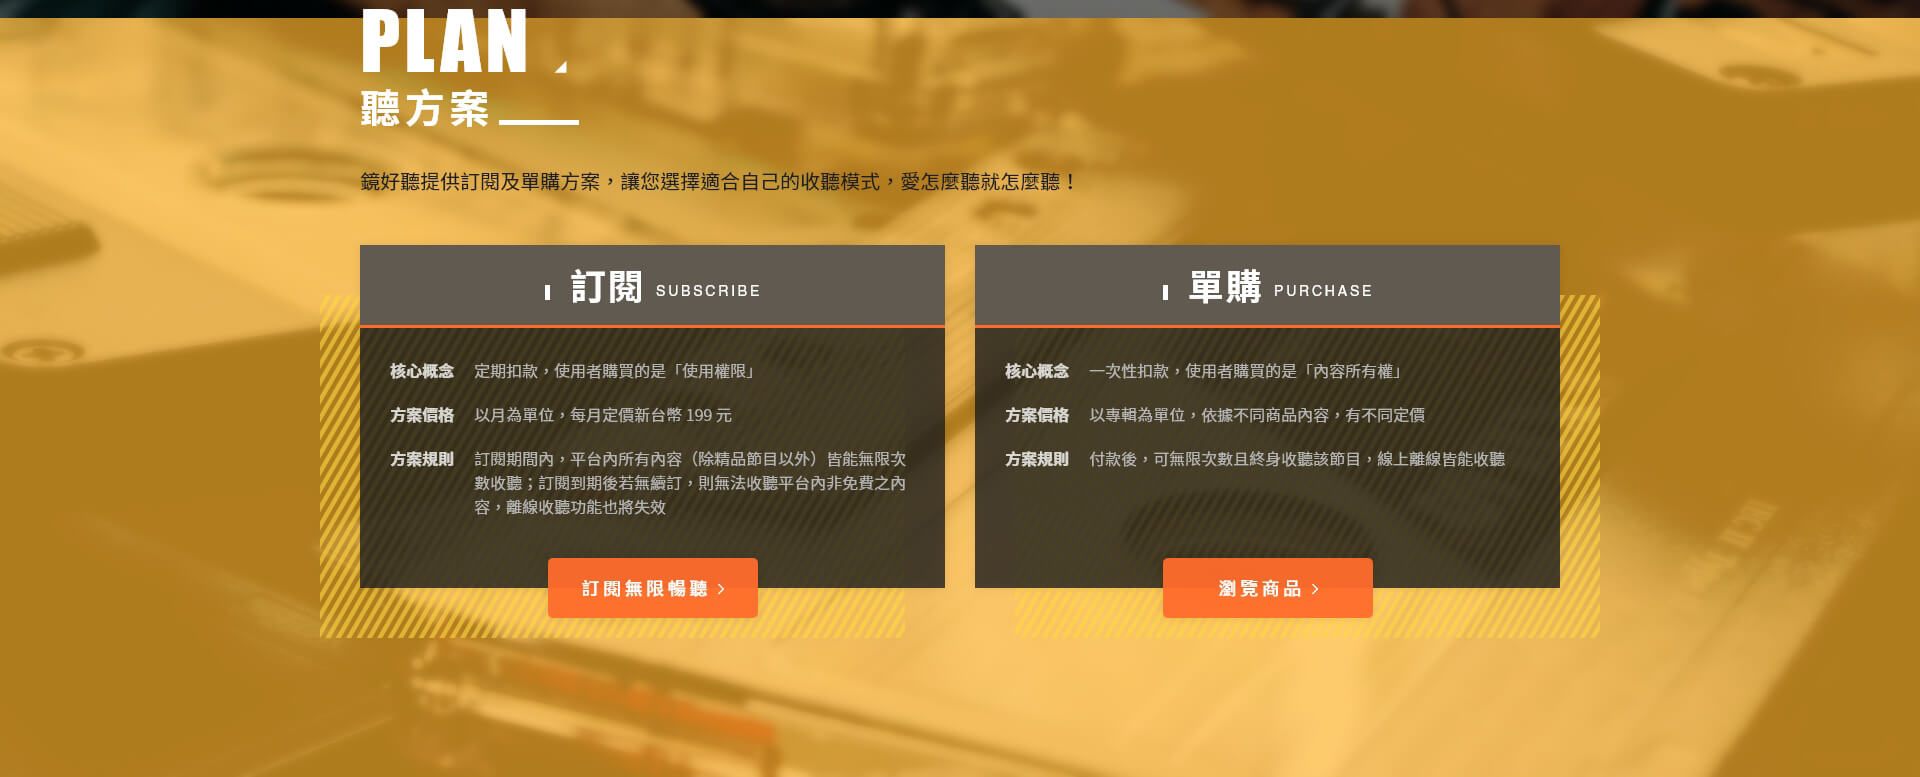 PLAN
聽方案
鏡好聽提供訂閱及單購方案，讓您選擇適合自己的收聽模式，愛怎麼聽就怎麼聽！
訂閱 SUBSCRIBE
核心概念 定期扣款，使用者購買的是「使用權限」
方案價格 以月為單位，每月定價新台幣 199 元
方案規則 訂閱期間內，平台內所有內容（除精品節目以外）皆能無限次
數收聽；訂閱到期後若無續訂，則無法收聽平台內非免費之內
容，離線收聽功能也將失效
訂閱無限暢聽 >
單購 PURCHASE
核心概念 一次性扣款，使用者購買的是「內容所有權」
方案價格 以專輯為單位，依據不同商品內容，有不同定價
方案規則 付款後，可無限次數且終身收聽該節目，線上離線皆能收聽
瀏覽商品 >